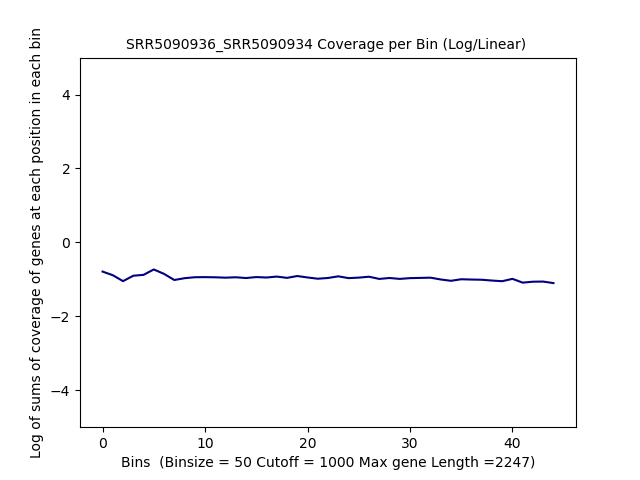 SRR5090936_SRR5090934 Coverage per Bin (Log/Linear)
Log of sums of coverage of genes at each position in each bin
4
2
0
−2
−4
0 10 20 30 40
Bins  (Binsize = 50 Cutoff = 1000 Max gene Length =2247)